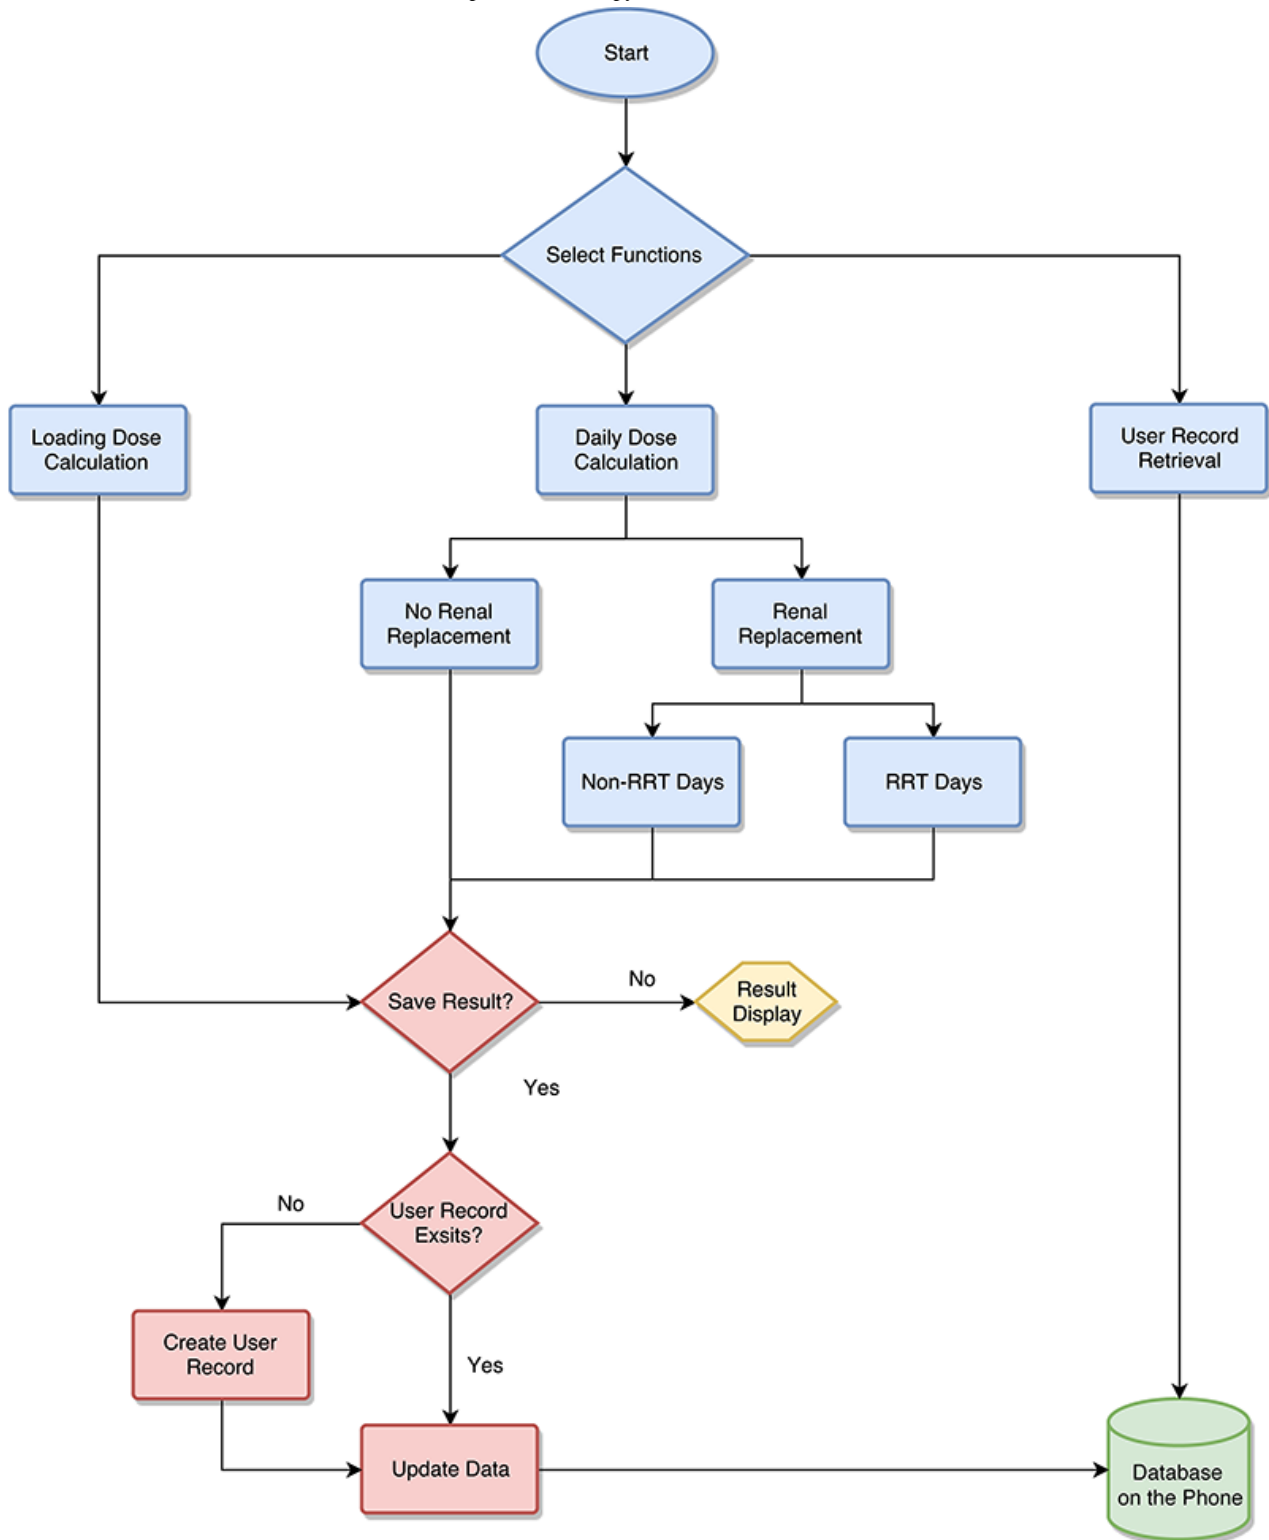 Start
Select Functions
Loading Dose
Calculation
Daily Dose
Calculation
User Record
Retrieval
No Renal
Replacement
Renal
Replacement
Non-RRT Days
RRT Days
Save Result?
No
Result
Display
Yes
User Record
Exsits?
No
Create User
Record
Yes
Update Data
Database
on the Phone